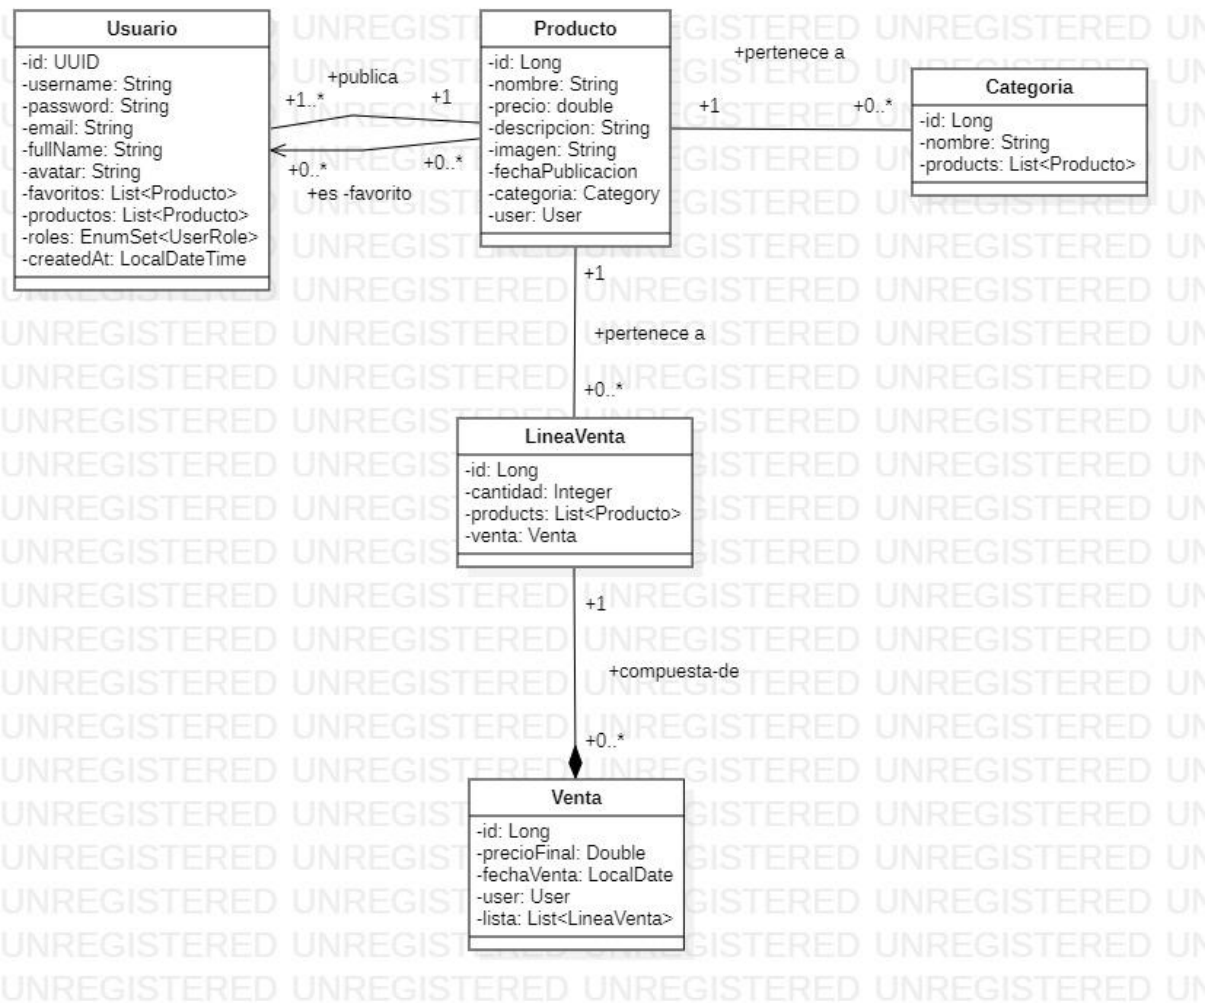 Usuario
-id: UUID
-username: String
-password: String
-email: String
-fullName: String
-avatar: String
-favoritos: List<Producto>
-productos: List<Producto>
-roles: EnumSet<UserRole>
-createdAt: LocalDateTime
+publica
+1..*
+1
+0..*
+0..*
+es -favorito
Producto
-id: Long
-nombre: String
-precio: double
-descripcion: String
-imagen: String
-fechaPublicacion
-categoria: Category
-user: User
+pertenece a
+1
+0..*
Categoria
-id: Long
-nombre: String
-products: List<Producto>
+1
+pertenece a
+0..*
LineaVenta
-id: Long
-cantidad: Integer
-products: List<Producto>
-venta: Venta
+1
+compuesta-de
+0..*
Venta
-id: Long
-precioFinal: Double
-fechaVenta: LocalDate
-user: User
-lista: List<LineaVenta>
UNREGISTERED UNREGISTERED UNREGISTERED UNREGISTERED